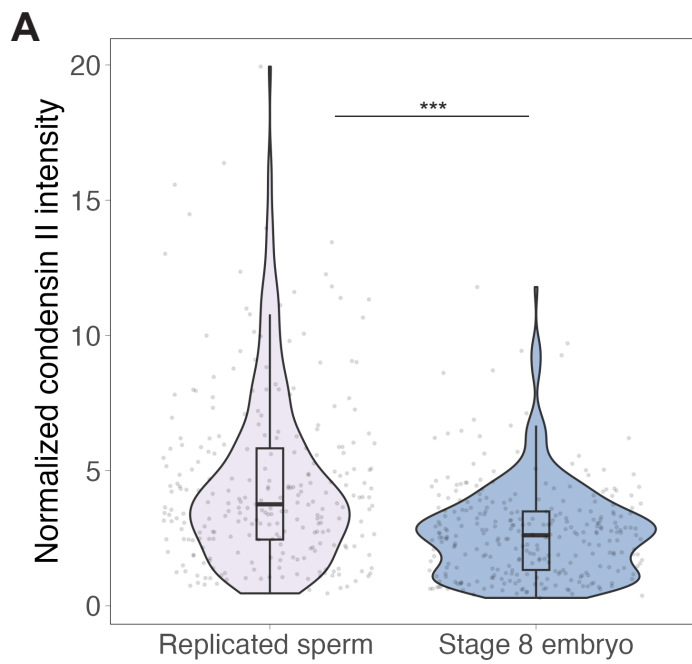 A
Normalized condensin II intensity
20
15
10
5
0
***
Replicated sperm
Stage 8 embryo